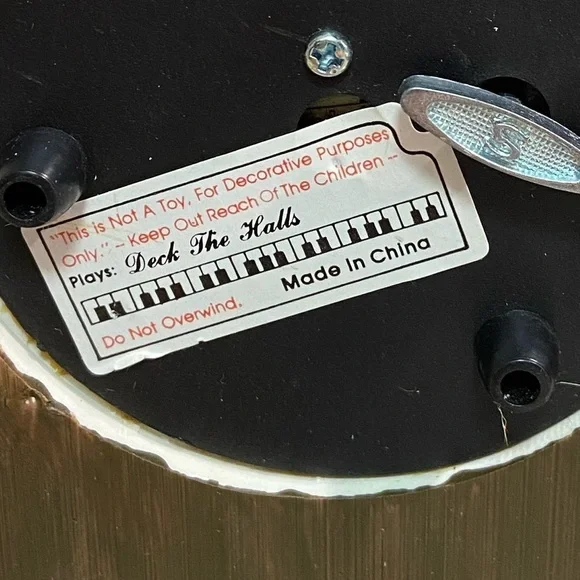 "This is Not A Toy, For Decorative Purposes
Only." -- Keep Out Reach Of The Children --
Plays: Deck The Halls
Made In China
Do Not Overwind.
S